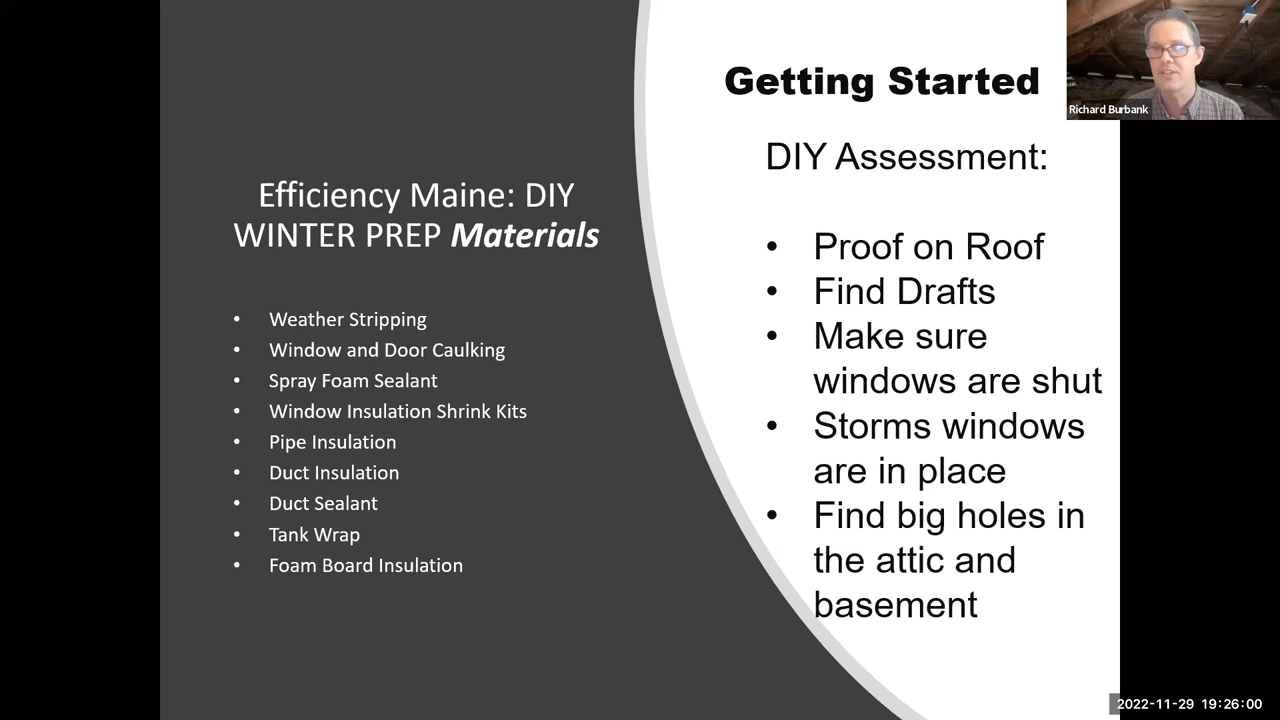 Efficiency Maine: DIY
WINTER PREP Materials
• Weather Stripping
• Window and Door Caulking
• Spray Foam Sealant
• Window Insulation Shrink Kits
• Pipe Insulation
• Duct Insulation
• Duct Sealant
• Tank Wrap
• Foam Board Insulation
Getting Started
DIY Assessment:
• Proof on Roof
• Find Drafts
• Make sure
windows are shut
• Storms windows
are in place
• Find big holes in
the attic and
basement
Richard Burbank
2022-11-29 19:26:00